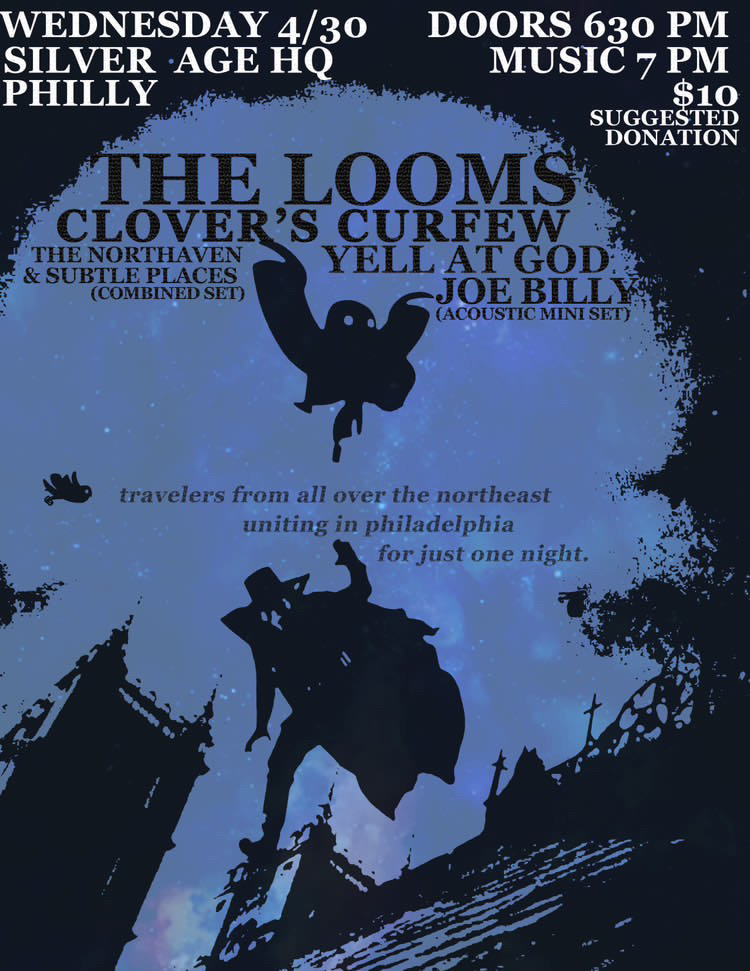 WEDNESDAY 4/30
SILVER AGE HQ
PHILLY
DOORS 630 PM
MUSIC 7 PM
$10
SUGGESTED
DONATION
THE LOOMS
CLOVER'S CURFEW
THE NORTHAVEN
& SUBTLE PLACES
(COMBINED SET)
YELL AT GOD
JOE BILLY
(ACOUSTIC MINI SET)
travelers from all over the northeast
uniting in philadelphia
for just one night.